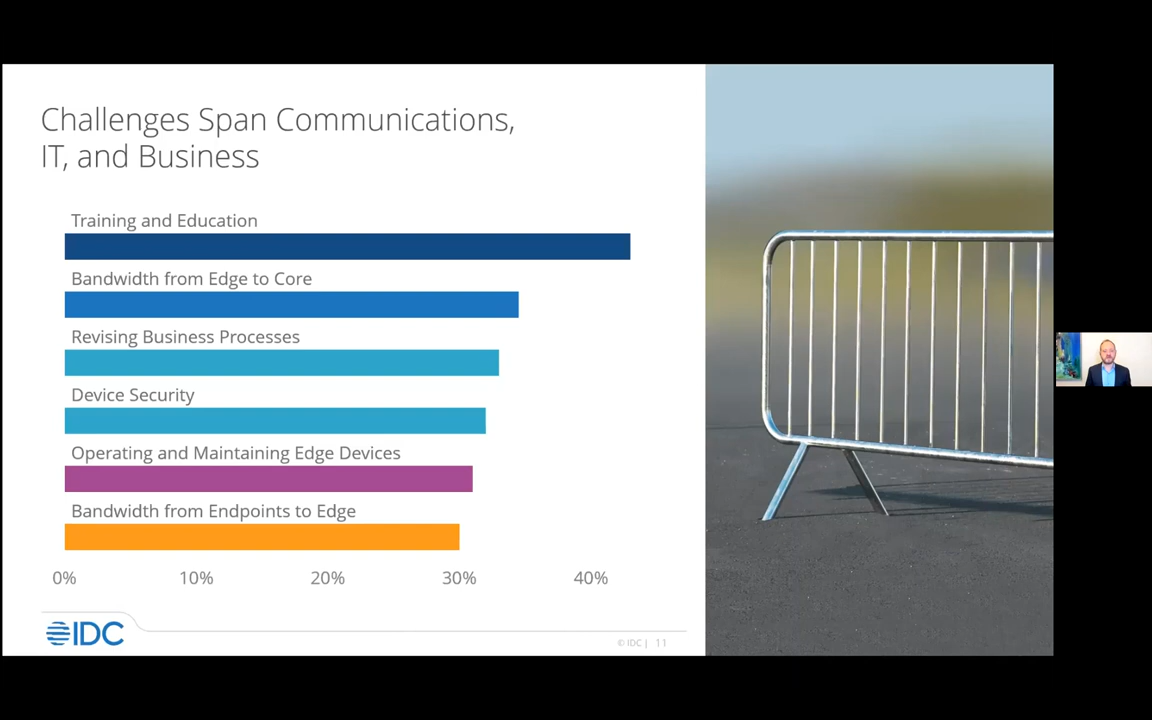 Challenges Span Communications,
IT, and Business
Training and Education
Bandwidth from Edge to Core
Revising Business Processes
Device Security
Operating and Maintaining Edge Devices
Bandwidth from Endpoints to Edge
0% 10% 20% 30% 40%
IDC
© IDC | 11